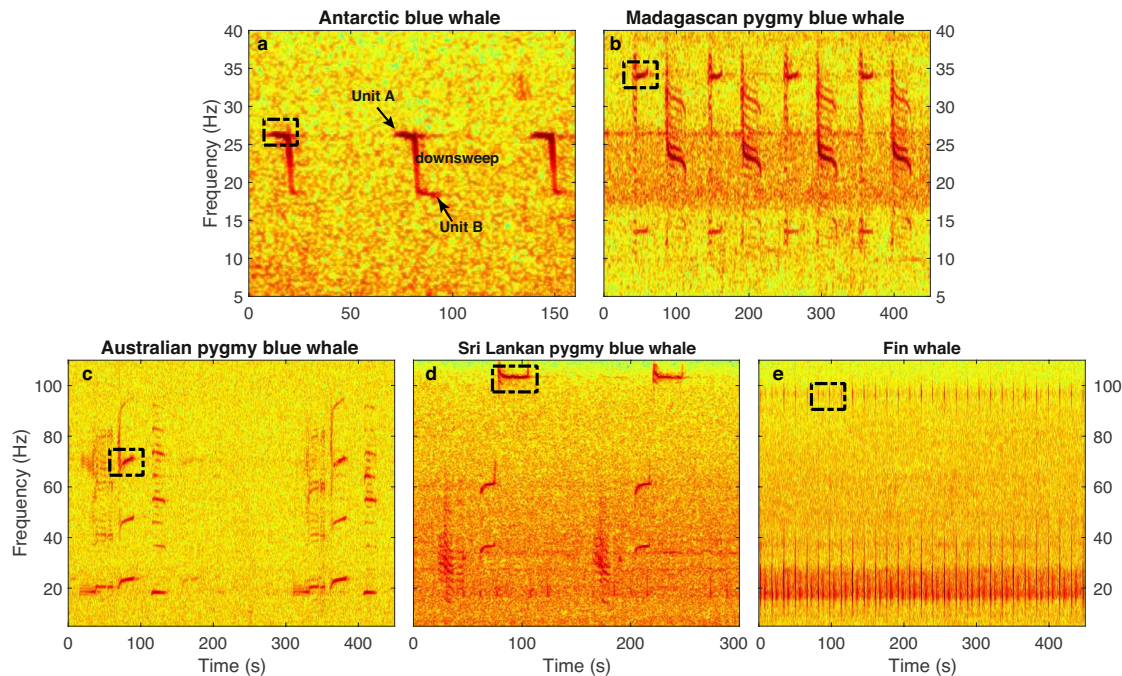 Antarctic blue whale
Madagascan pygmy blue whale
a
b
Unit A
downsweep
Unit B
Frequency (Hz)
40
35
30
25
20
15
10
5
0 50 100 150
0 100 200 300 400
40
35
30
25
20
15
10
5
Australian pygmy blue whale
Sri Lankan pygmy blue whale
Fin whale
c
d
e
Frequency (Hz)
100
80
60
40
20
0 100 200 300 400
0 100 200 300
0 100 200 300 400
100
80
60
40
20
Time (s)
Time (s)
Time (s)